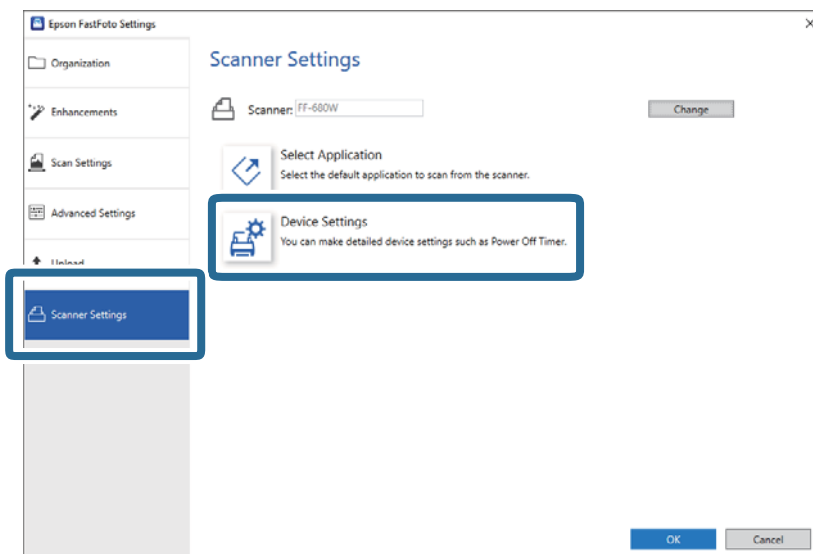 Epson FastFoto Settings
Organization
Enhancements
Scan Settings
Advanced Settings
Upload
Scanner Settings
Scanner Settings
Scanner: FF-680W
Change
Select Application
Select the default application to scan from the scanner.
Device Settings
You can make detailed device settings such as Power Off Timer.
OK Cancel